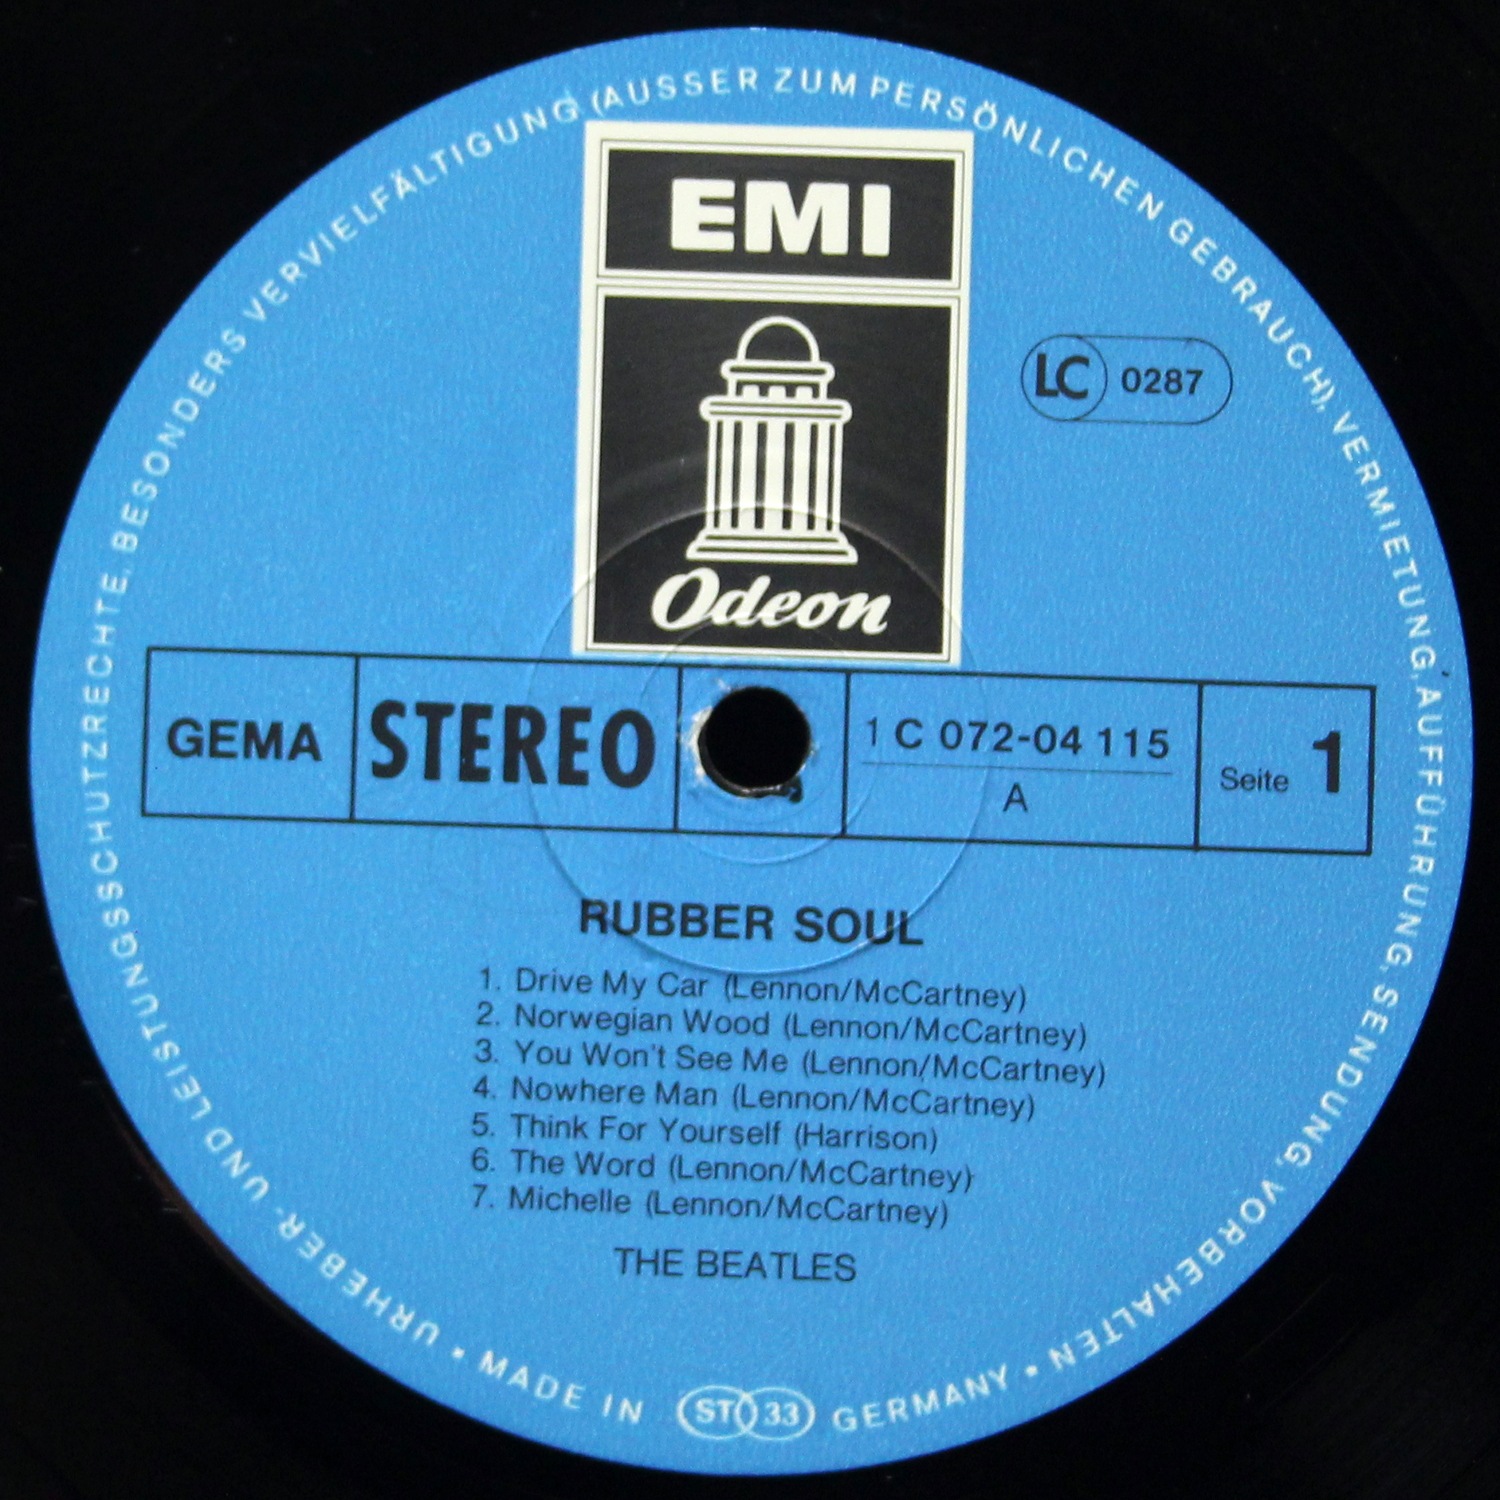 URHEBER- UND LEISTUNGSSCHUTZRECHTE, BESONDERS VERVIELFÄLTIGUNG (AUSSER ZUM PERSÖNLICHEN GEBRAUCH), VERMIETUNG, AUFFÜHRUNG, SENDUNG, VORBEHALTEN
EMI
LC 0287
Odeon
GEMA STEREO 1 C 072-04 115 Seite 1
A
RUBBER SOUL
1. Drive My Car (Lennon/McCartney)
2. Norwegian Wood (Lennon/McCartney)
3. You Won't See Me (Lennon/McCartney)
4. Nowhere Man (Lennon/McCartney)
5. Think For Yourself (Harrison)
6. The Word (Lennon/McCartney)
7. Michelle (Lennon/McCartney)
THE BEATLES
• MADE IN ST 33 GERMANY •